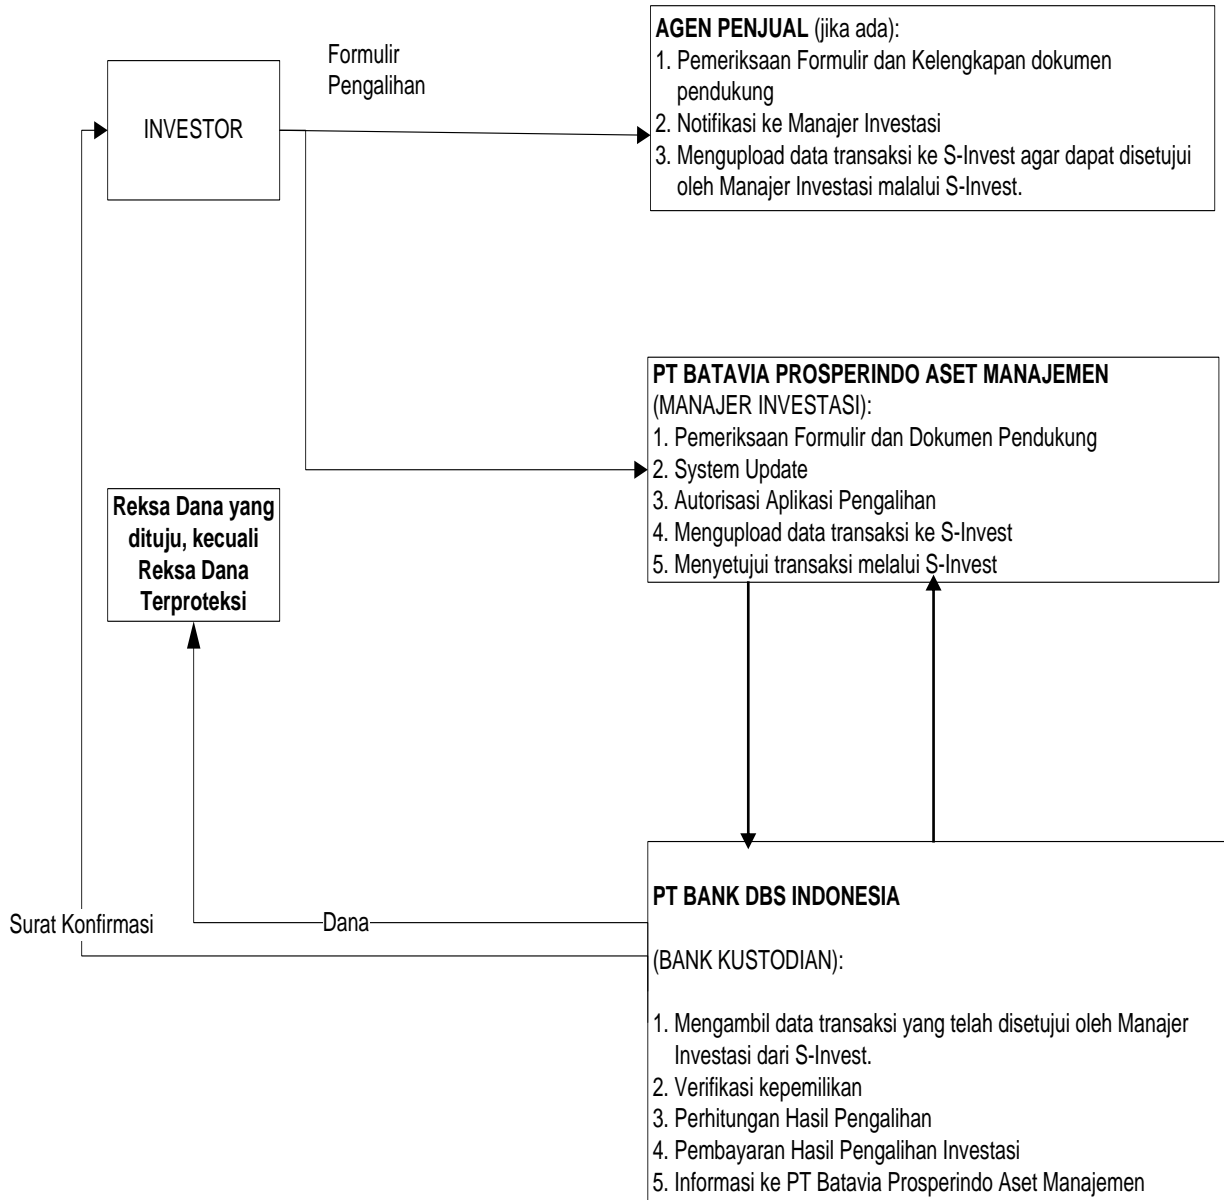 Formulir
Pengalihan
INVESTOR
AGEN PENJUAL (jika ada):
1. Pemeriksaan Formulir dan Kelengkapan dokumen
pendukung
2. Notifikasi ke Manajer Investasi
3. Mengupload data transaksi ke S-Invest agar dapat disetujui
oleh Manajer Investasi malalui S-Invest.
PT BATAVIA PROSPERINDO ASET MANAJEMEN
(MANAJER INVESTASI):
1. Pemeriksaan Formulir dan Dokumen Pendukung
2. System Update
3. Autorisasi Aplikasi Pengalihan
4. Mengupload data transaksi ke S-Invest
5. Menyetujui transaksi melalui S-Invest
Reksa Dana yang
dituju, kecuali
Reksa Dana
Terproteksi
Surat Konfirmasi
Dana
PT BANK DBS INDONESIA
(BANK KUSTODIAN):
1. Mengambil data transaksi yang telah disetujui oleh Manajer
Investasi dari S-Invest.
2. Verifikasi kepemilikan
3. Perhitungan Hasil Pengalihan
4. Pembayaran Hasil Pengalihan Investasi
5. Informasi ke PT Batavia Prosperindo Aset Manajemen